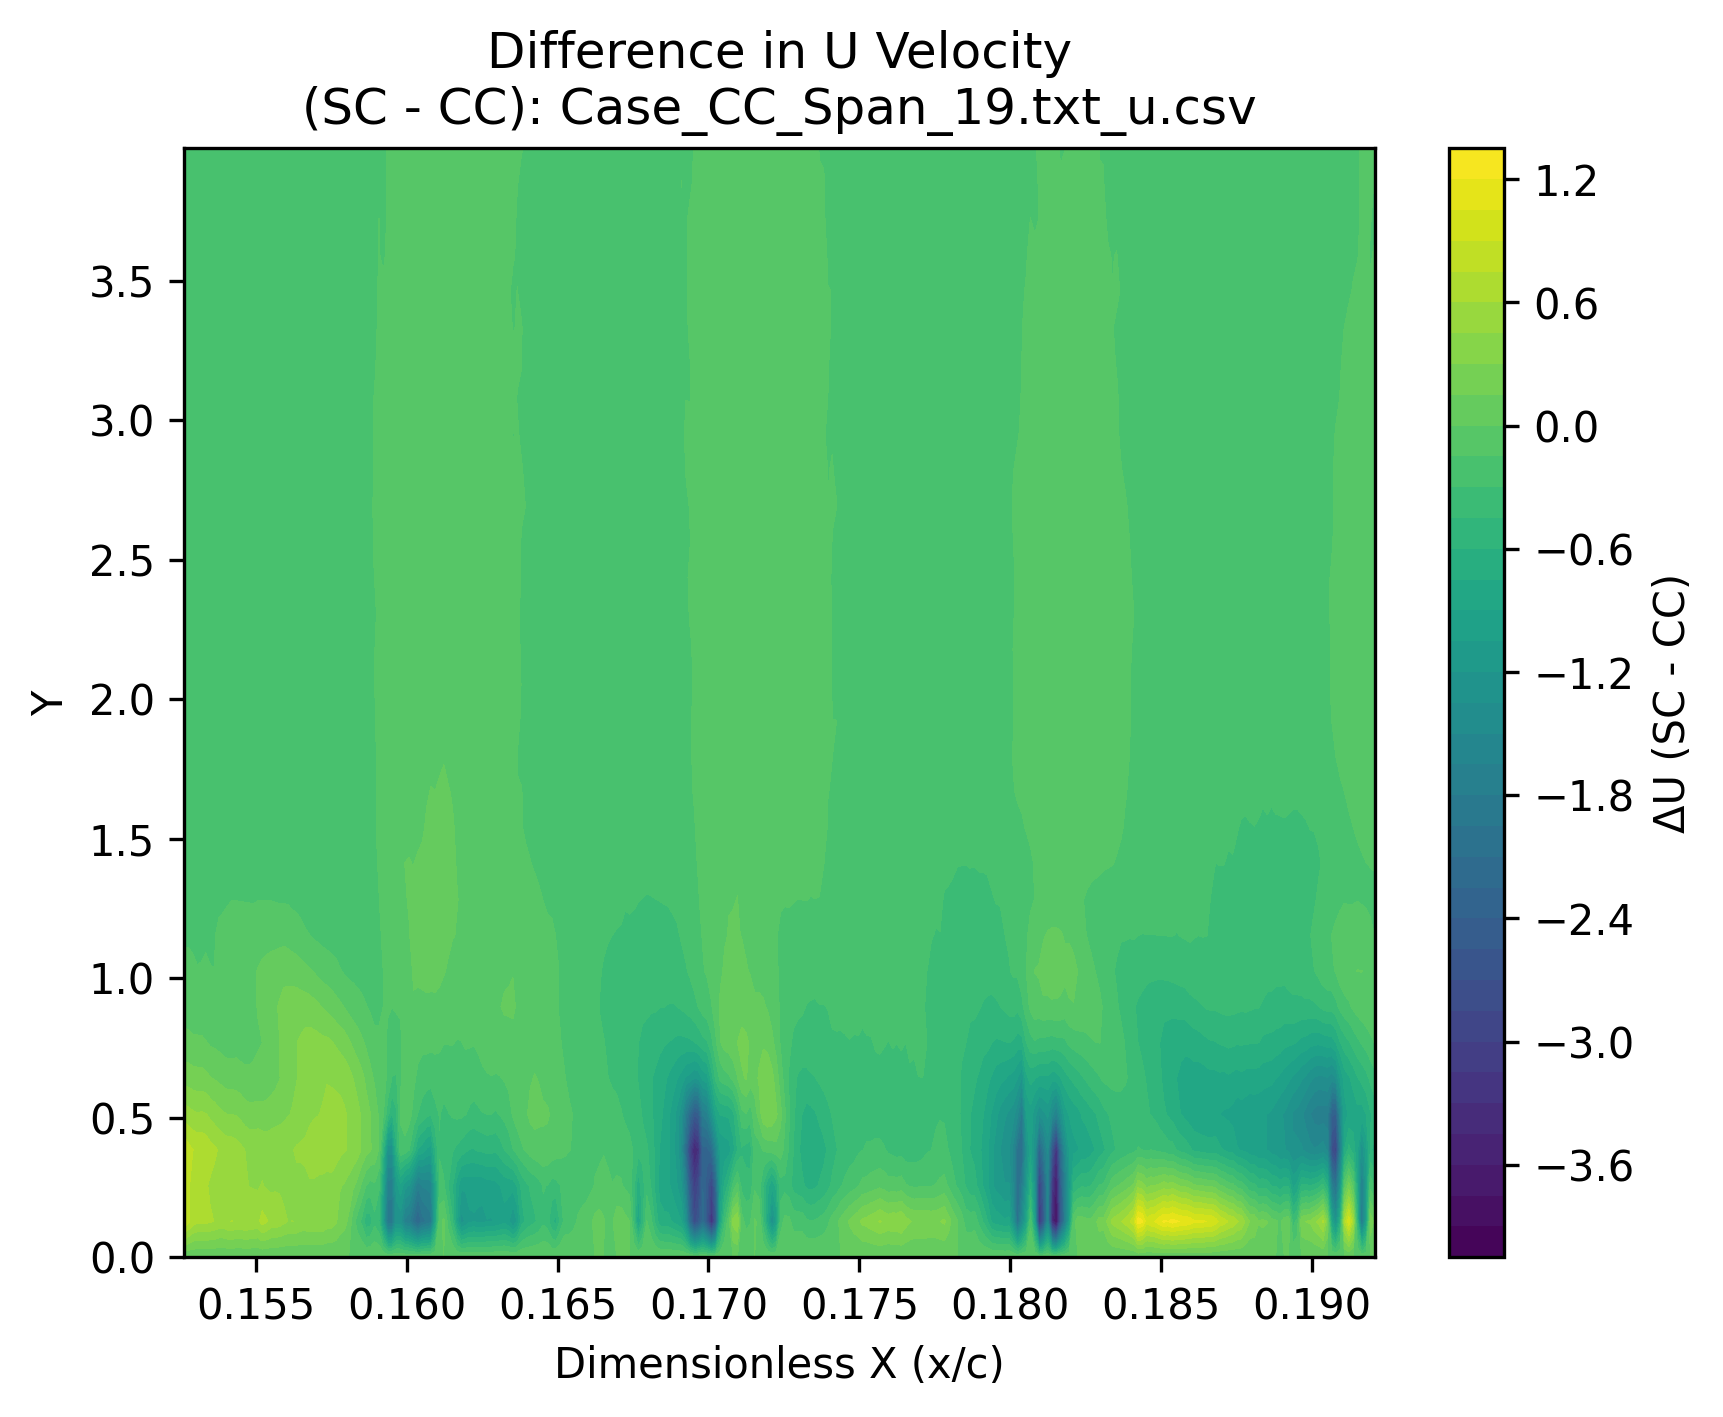 Difference in U Velocity
(SC - CC): Case_CC_Span_19.txt_u.csv
3.5
3.0
2.5
2.0
1.5
1.0
0.5
0.0
Y
0.155 0.160 0.165 0.170 0.175 0.180 0.185 0.190
Dimensionless X (x/c)
1.2
0.6
0.0
−0.6
−1.2
−1.8
−2.4
−3.0
−3.6
ΔU (SC - CC)